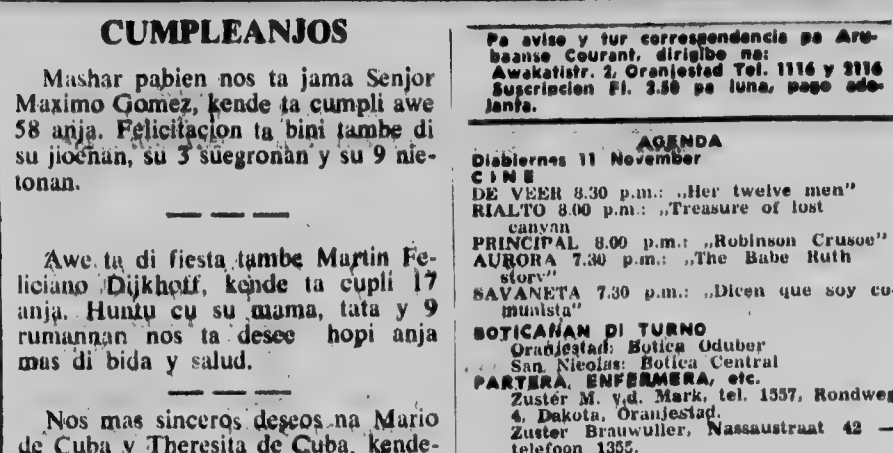 CUMPLEANJOS
Mashar pabien nos ta jama Senjor
Maximo Gomez, kende ta cumpli awe
58 anja. Felicitacion ta bini tambe di
su jioenan, su 3 suegronan y su 9 nie-
tonan.
Awe ta di fiesta tambe Martin Fe-
liciano Dijkhoff, kende ta cupli 17
anja. Huntu cu su mama, tata y 9
rumannan nos ta desee hopi anja
mas di bida y salud.
Nos mas sinceros deseos na Mario
de Cuba y Theresita de Cuba, kende-
Pa aviso y tur correspondencia pa Aru-
baanse Courant, dirigibo na:
Awakatistr. 2, Oranjestad Tel. 1116 y 2116
Suscripcion Fl. 2.50 pa luna, pago ade-
lanta.
AGENDA
Diabiernes 11 November
CINE
DE VEER 8.30 p.m.: „Her twelve men”
RIALTO 8.00 p.m.: „Treasure of lost
canyan
PRINCIPAL 8.00 p.m.: „Robinson Crusoe”
AURORA 7.30 p.m.: „The Babe Ruth
story”
SAVANETA 7.30 p.m.: „Dicen que soy co-
munista”
BOTICANAN DI TURNO
Oranjestad: Botica Oduber
San Nicolas: Botica Central
PARTERA, ENFERMERA, etc.
Zuster M. v.d. Mark, tel. 1557, Rondweg
4, Dakota, Oranjestad.
Zuster Brauwuller, Nassaustraat 42 —
telefoon 1355.